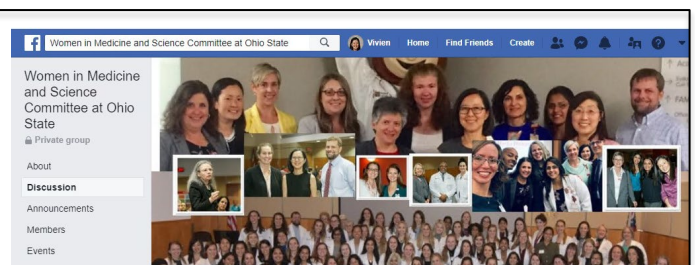 f Women in Medicine and Science Committee at Ohio State Vivien Home Find Friends Create
Women in Medicine
and Science
Committee at Ohio
State
Private group
About
Discussion
Announcements
Members
Events